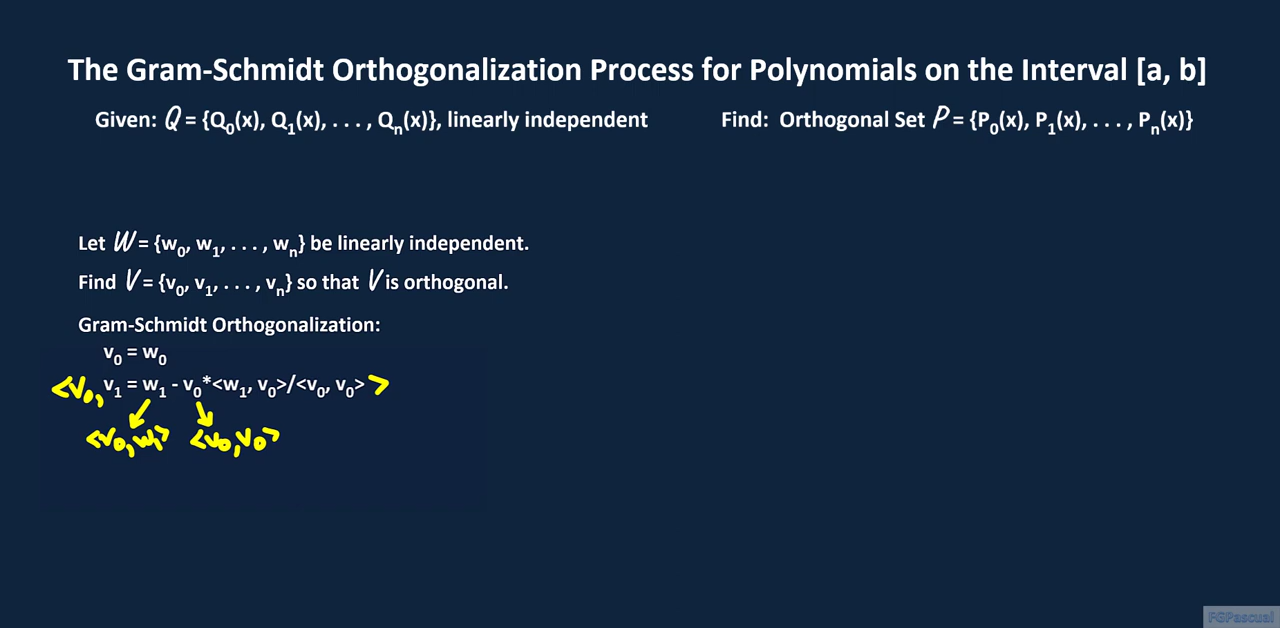 The Gram-Schmidt Orthogonalization Process for Polynomials on the Interval [a, b]
Given: Q = {Q₀(x), Q₁(x), . . . , Qₙ(x)}, linearly independent Find: Orthogonal Set P = {P₀(x), P₁(x), . . . , Pₙ(x)}
Let W = {w₀, w₁, . . . , wₙ} be linearly independent.
Find V = {v₀, v₁, . . . , vₙ} so that V is orthogonal.
Gram-Schmidt Orthogonalization:
v₀ = w₀
<v₀, v₁ = w₁ - v₀*<w₁, v₀>/<v₀, v₀> >
<v₀, w₁> <v₀, v₀>
FGPascual